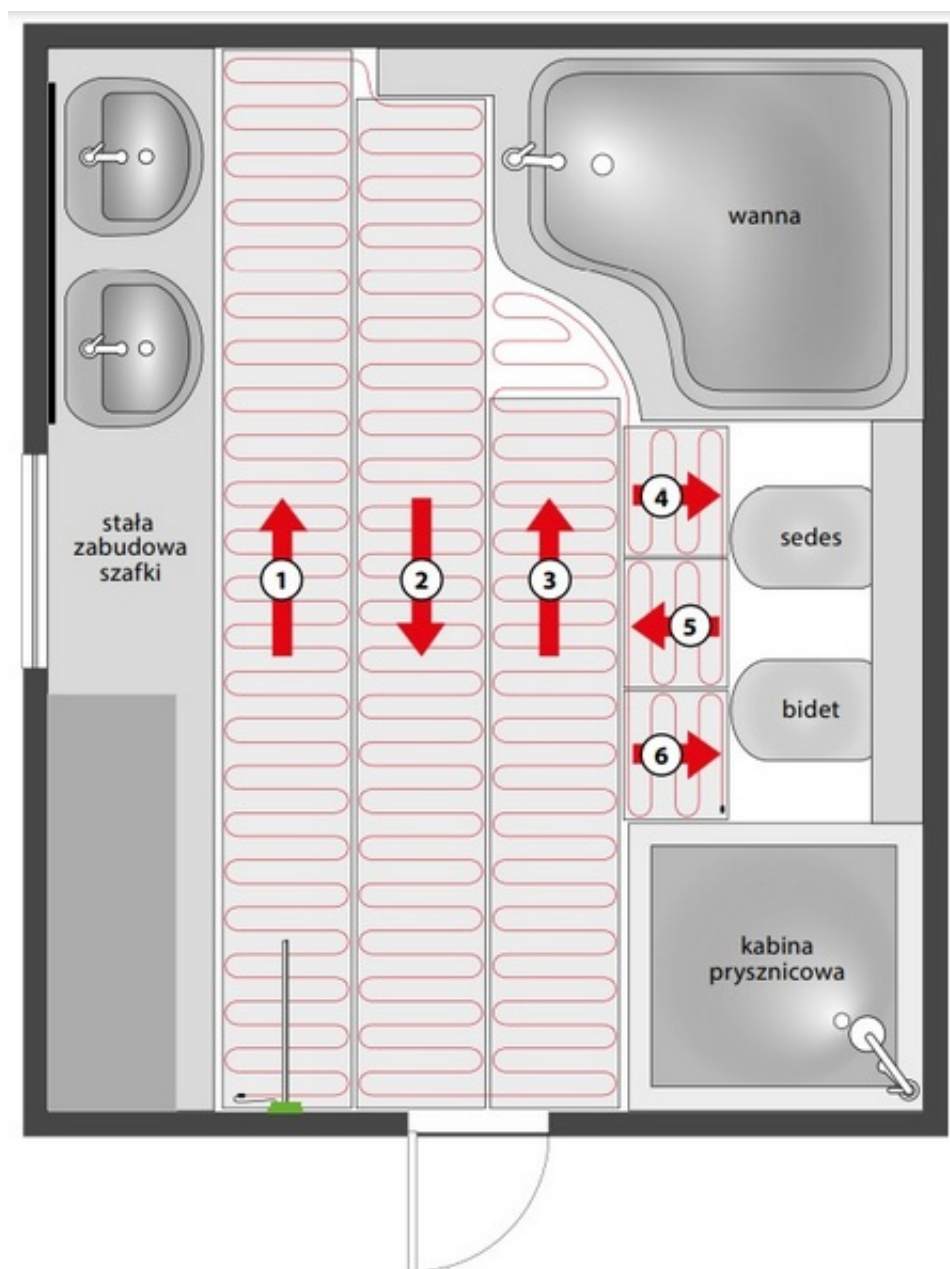 wanna
stała
zabudowa
szafki
1
2
3
4
sedes
5
bidet
6
kabina
prysznicowa